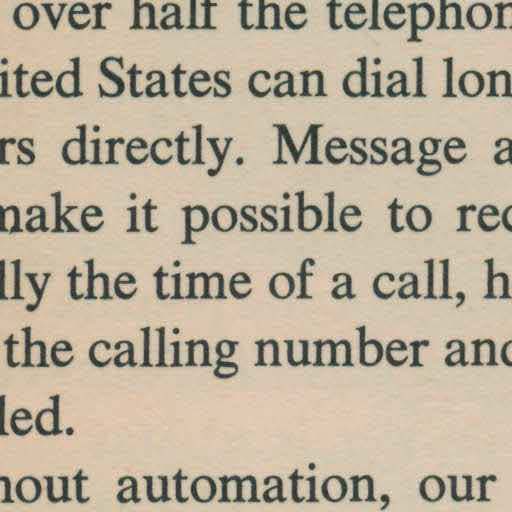 over half the telephon
ited States can dial lon
rs directly. Message a
make it possible to rec
lly the time of a call, h
the calling number and
led.
hout automation, our